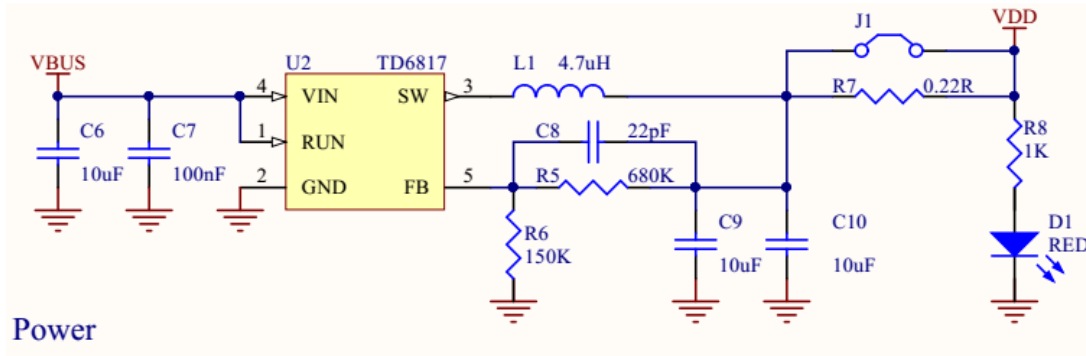 J1
VDD
VBUS
U2 TD6817
L1 4.7uH
4 VIN SW 3
R7 0.22R
C6
C7
1 RUN
C8 22pF
R8
1K
10uF
100nF
2 GND FB 5
R5 680K
R6
150K
C9
C10
D1
RED
10uF
10uF
Power